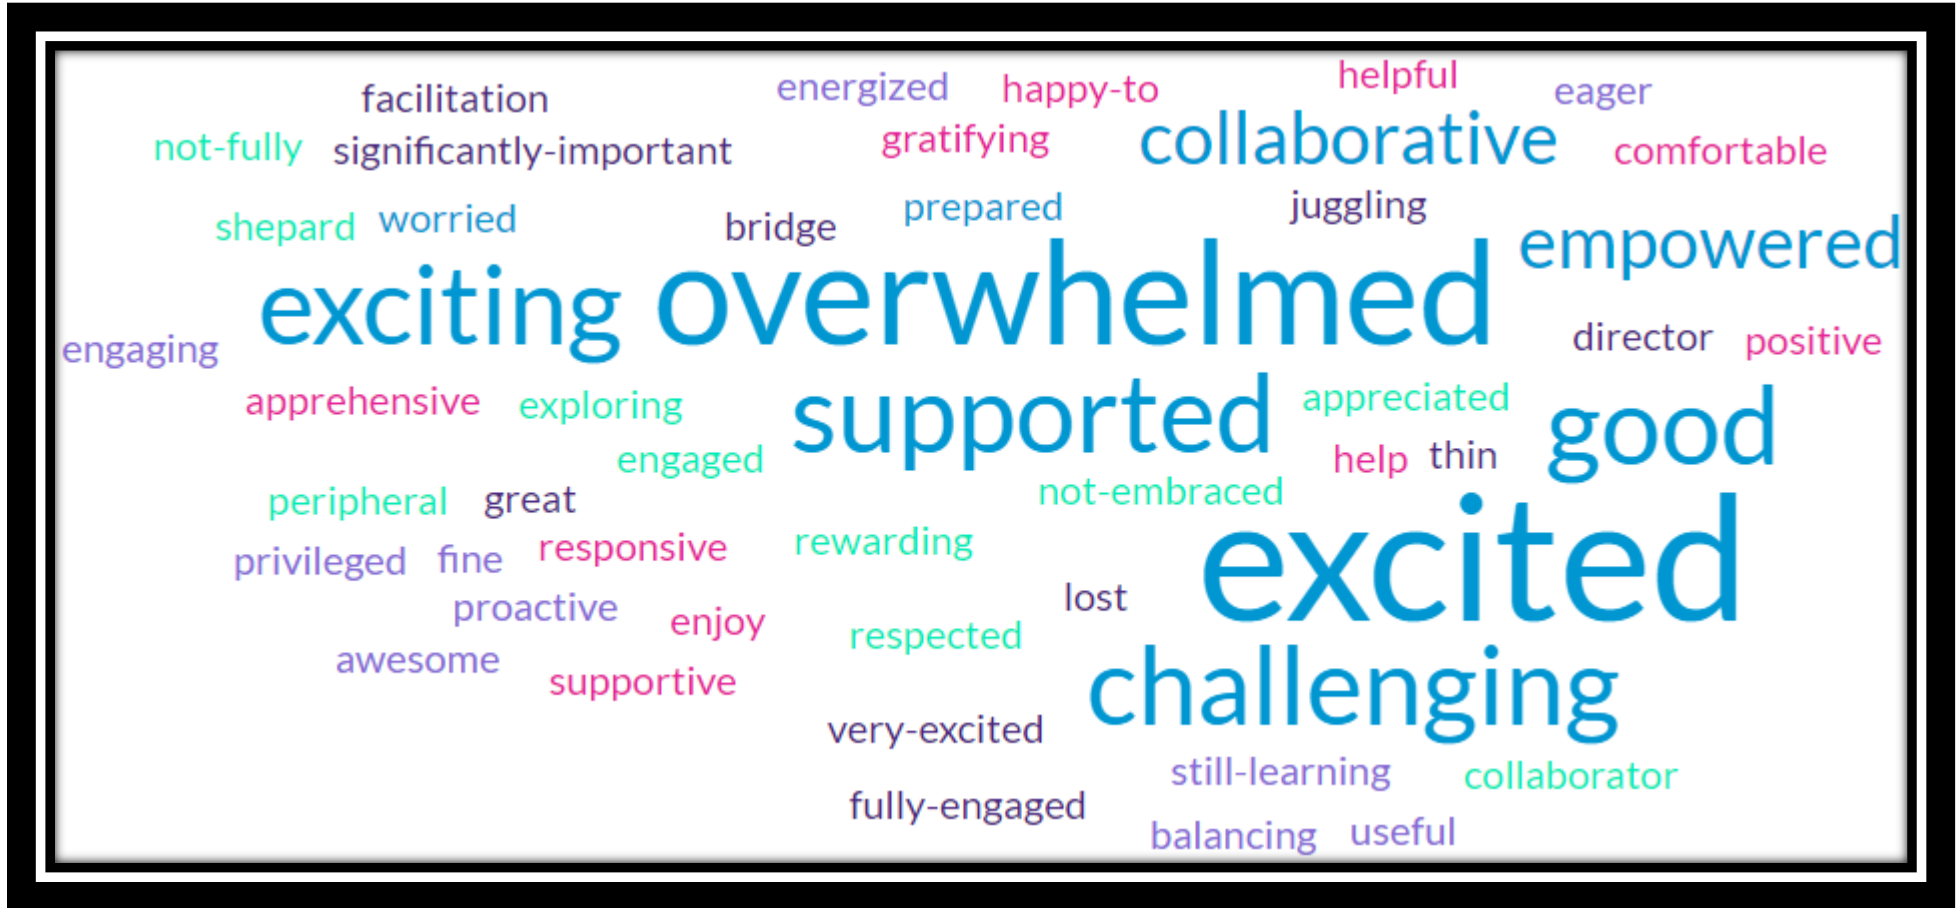 facilitation energized happy-to helpful eager
not-fully significantly-important gratifying collaborative comfortable
shepard worried bridge prepared juggling empowered
engaging exciting overwhelmed director positive
apprehensive exploring supported appreciated good
engaged help thin
peripheral great not-embraced
privileged fine responsive rewarding excited
proactive enjoy respected lost
awesome supportive challenging
very-excited
still-learning collaborator
fully-engaged balancing useful